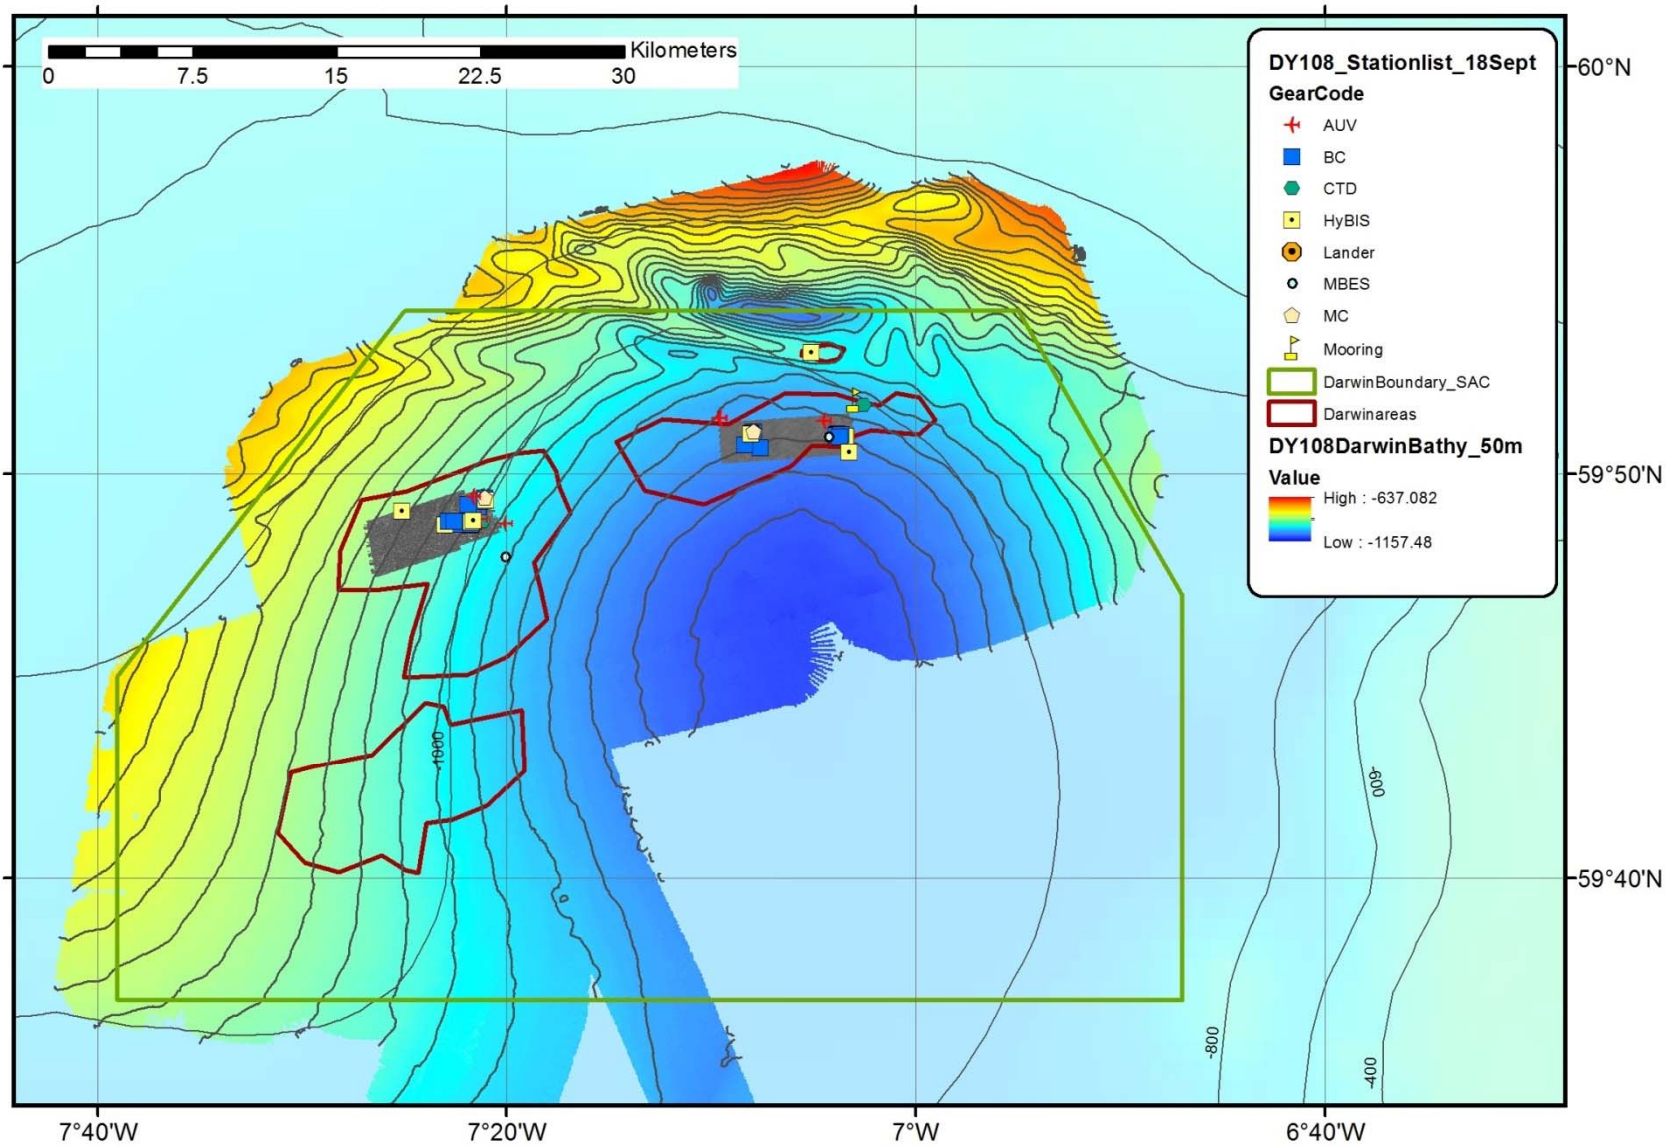 Kilometers
0 7.5 15 22.5 30
DY108_Stationlist_18Sept
GearCode
AUV
BC
CTD
HyBIS
Lander
MBES
MC
Mooring
DarwinBoundary_SAC
Darwinareas
DY108DarwinBathy_50m
Value
High : -637.082
Low : -1157.48
60°N
59°50'N
59°40'N
-1000
-600
-800
-400
7°40'W 7°20'W 7°W 6°40'W